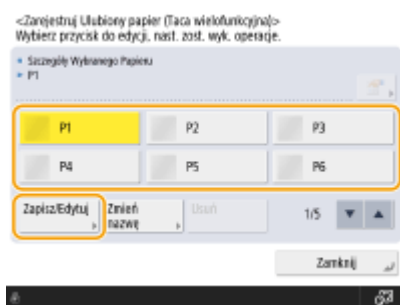 <Zarejestruj Ulubiony papier (Taca wielofunkcyjna)>
Wybierz przycisk do edycji, nast. zost. wyk. operacje.
Szczegóły Wybranego Papieru
P1
P1 P2 P3
P4 P5 P6
Zapisz/Edytuj Zmień nazwę Usuń 1/5
Zamknij